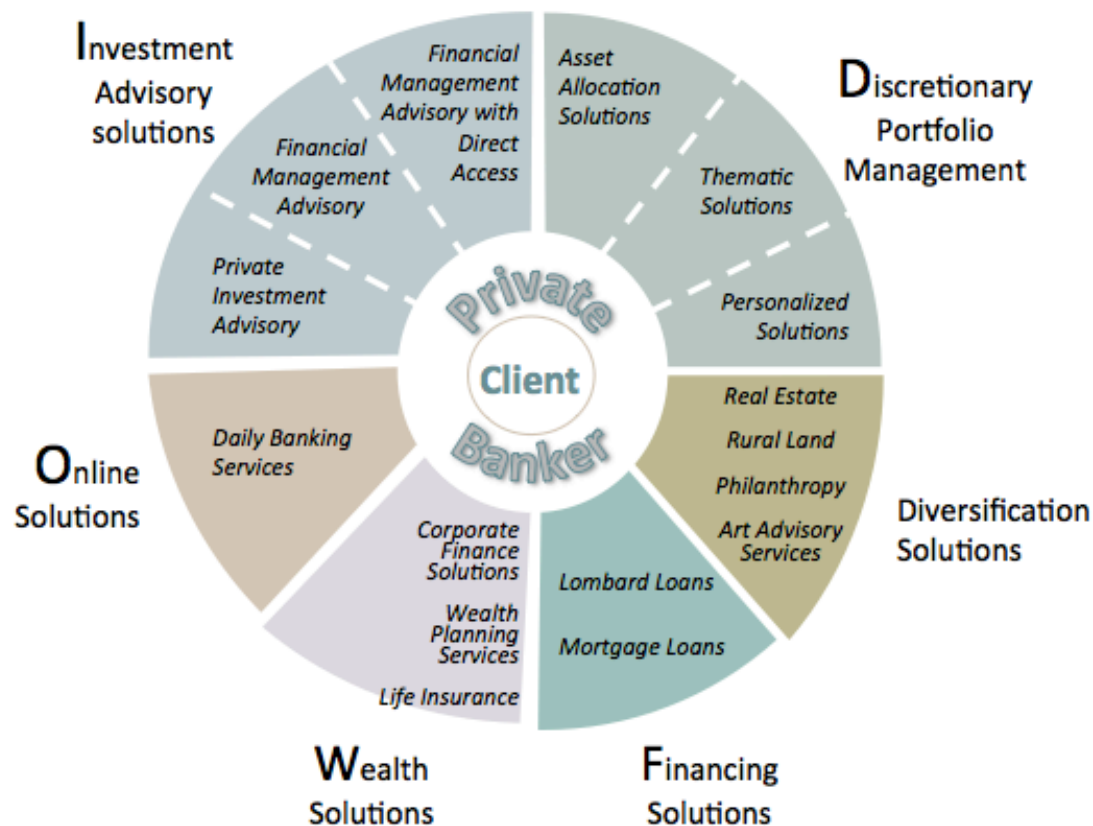 Investment
Advisory
solutions
Financial
Management
Advisory with
Direct
Access
Financial
Management
Advisory
Private
Investment
Advisory
Asset
Allocation
Solutions
Thematic
Solutions
Personalized
Solutions
Discretionary
Portfolio
Management
Private
Client
Banker
Real Estate
Rural Land
Philanthropy
Art Advisory
Services
Diversification
Solutions
Daily Banking
Services
Online
Solutions
Corporate
Finance
Solutions
Wealth
Planning
Services
Life Insurance
Wealth
Solutions
Lombard Loans
Mortgage Loans
Financing
Solutions